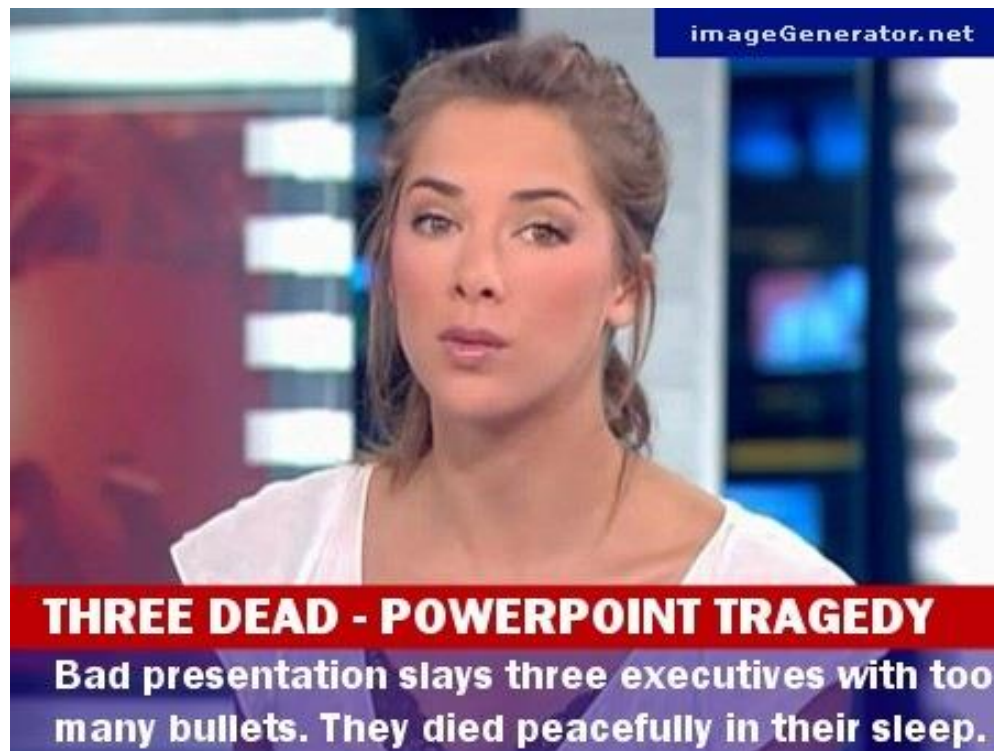 imageGenerator.net
THREE DEAD - POWERPOINT TRAGEDY
Bad presentation slays three executives with too
many bullets. They died peacefully in their sleep.